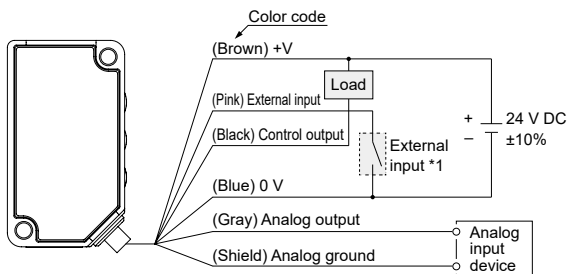 Color code
(Brown) +V
Load
(Pink) External input
(Black) Control output
External
input *1
+
−
24 V DC
±10%
(Blue) 0 V
(Gray) Analog output
(Shield) Analog ground
Analog
input
device